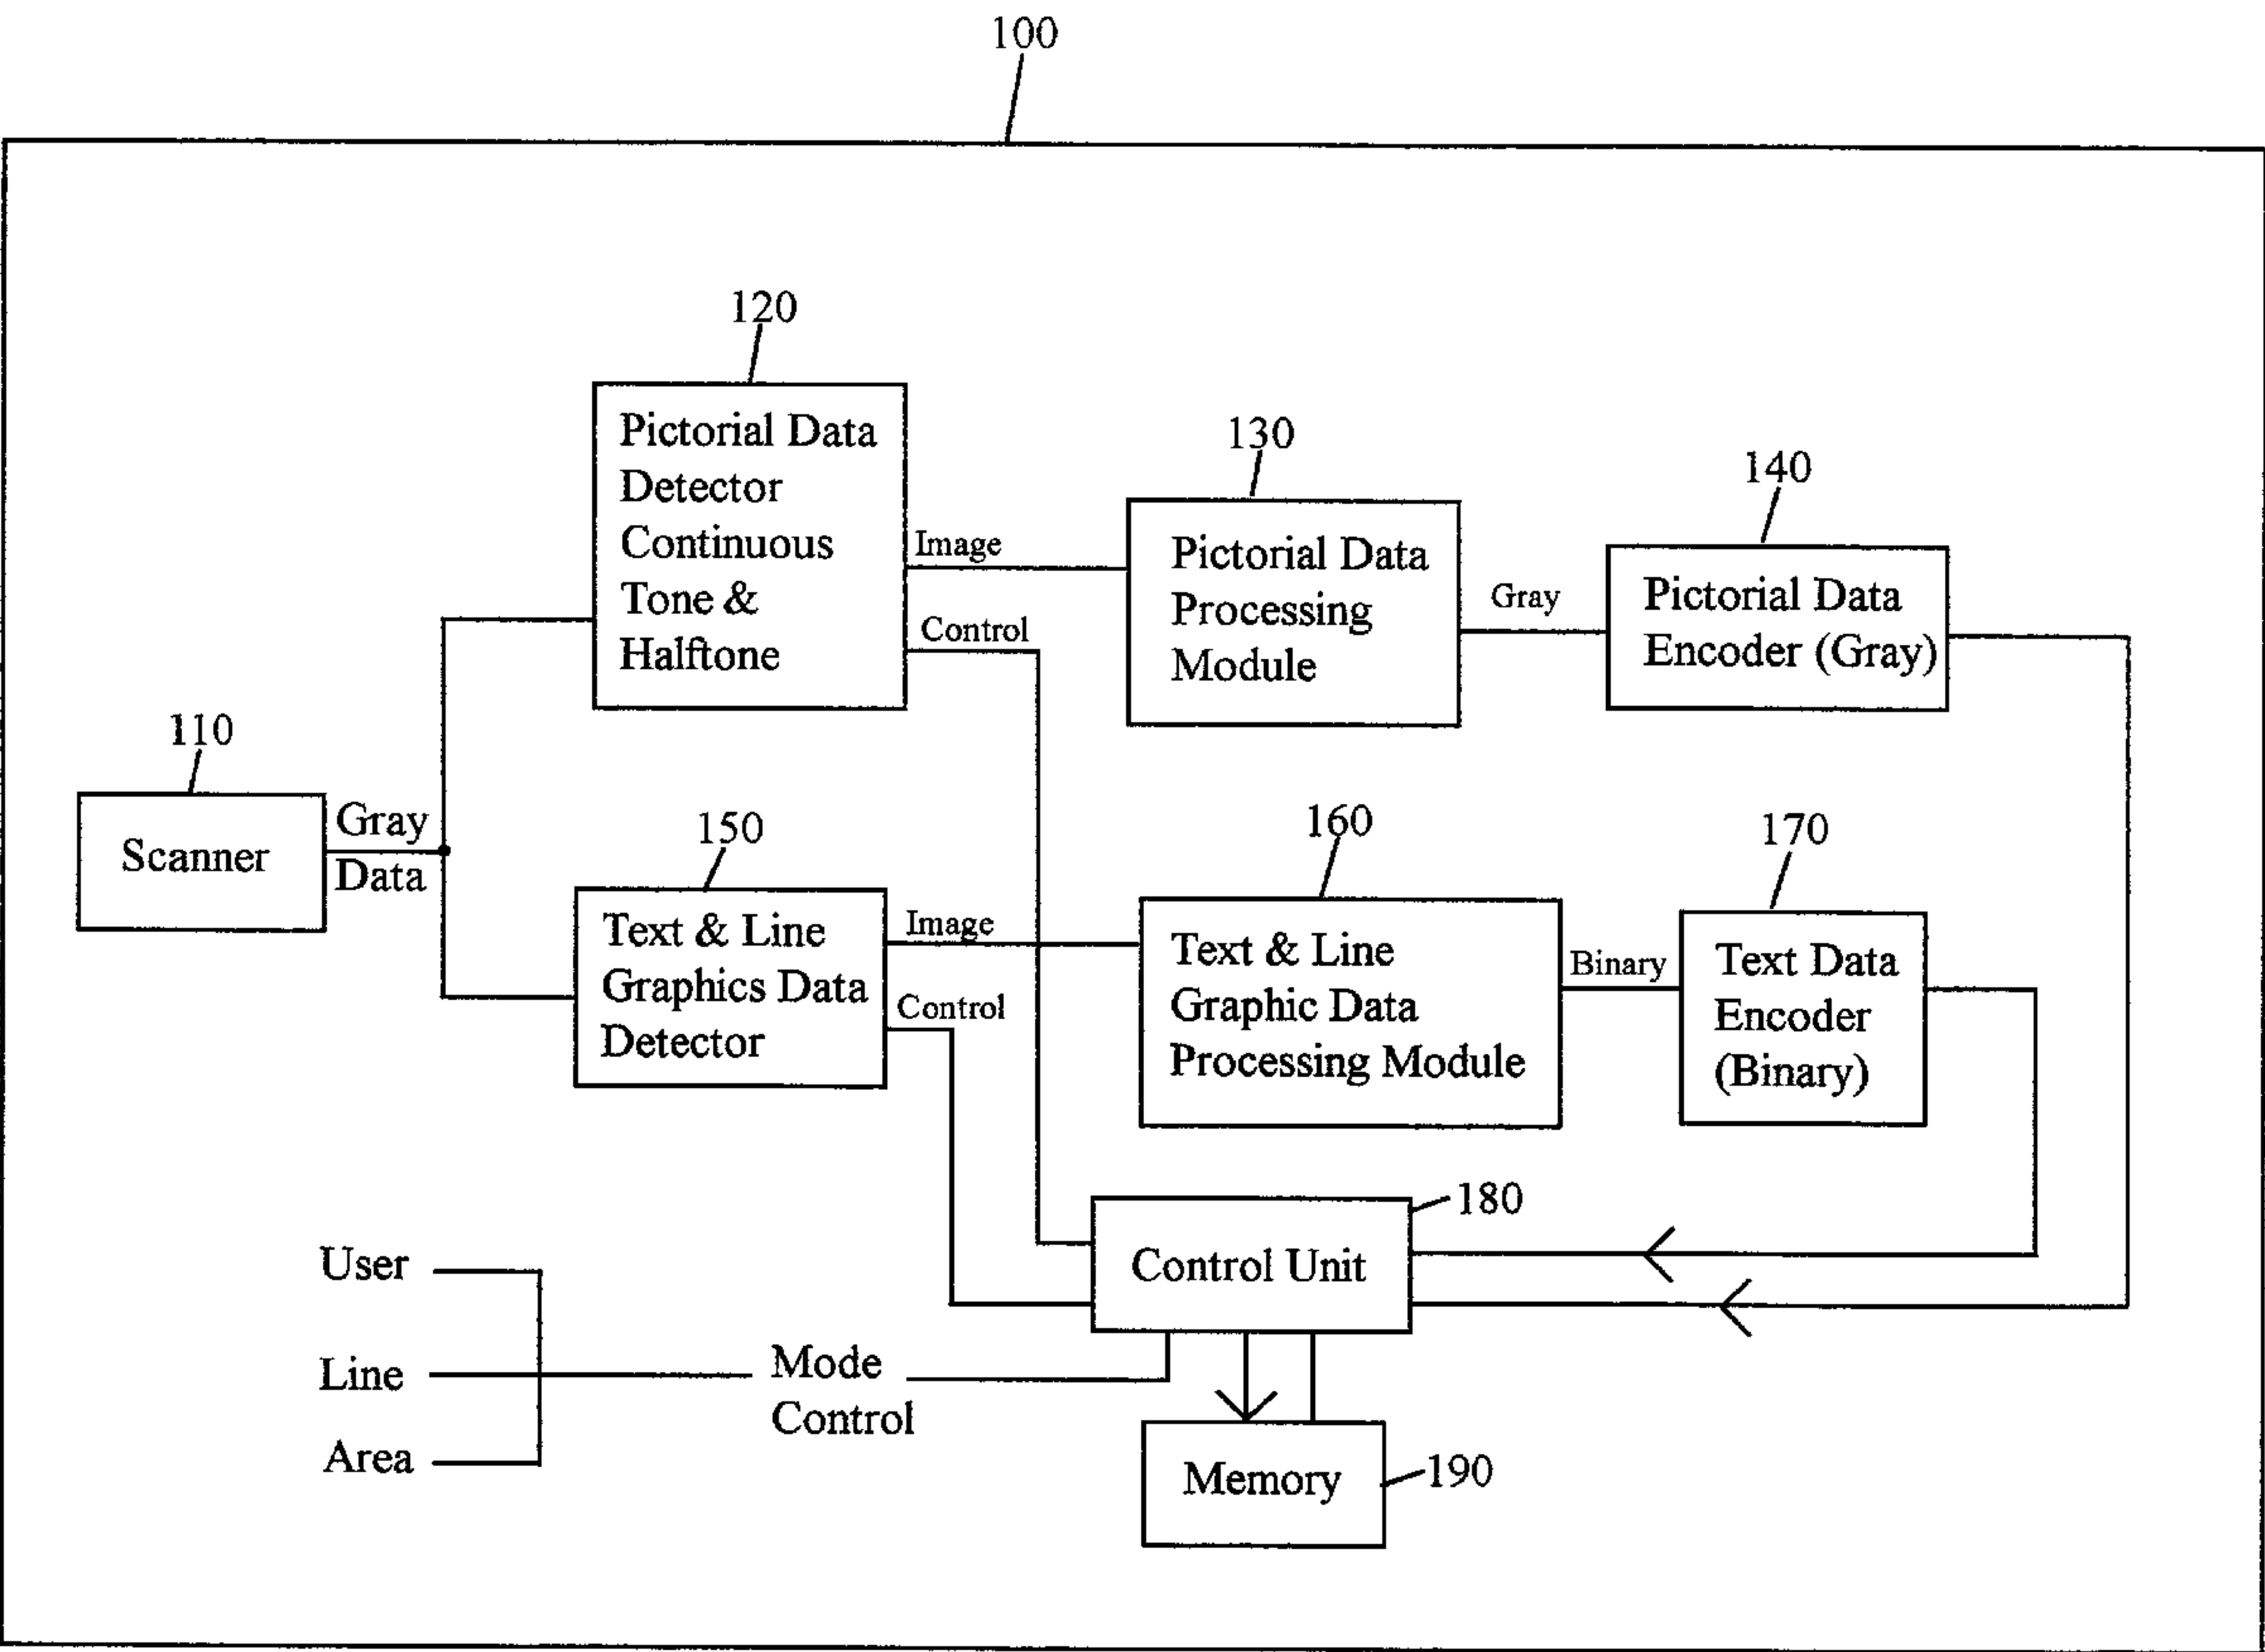 100
120
Pictorial Data
Detector
Continuous
Tone &
Halftone
Image
Control
130
Pictorial Data
Processing
Module
Gray
140
Pictorial Data
Encoder (Gray)
110
Scanner
Gray
Data
150
Text & Line
Graphics Data
Detector
Image
Control
160
Text & Line
Graphic Data
Processing Module
Binary
170
Text Data
Encoder
(Binary)
180
Control Unit
User
Line
Area
Mode
Control
Memory
190